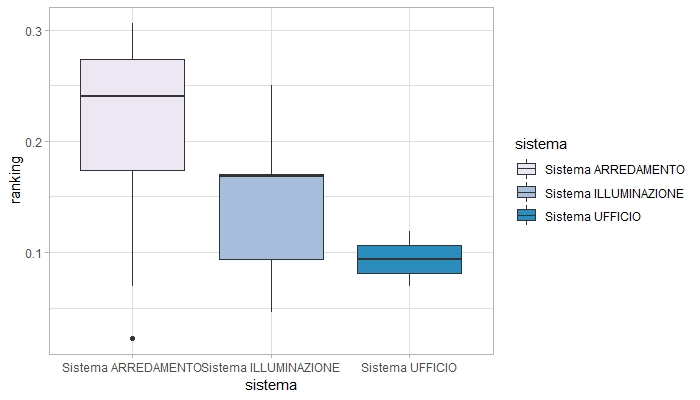 0.3
0.2
0.1
ranking
Sistema ARREDAMENTO
Sistema ILLUMINAZIONE
Sistema UFFICIO
sistema
sistema
Sistema ARREDAMENTO
Sistema ILLUMINAZIONE
Sistema UFFICIO